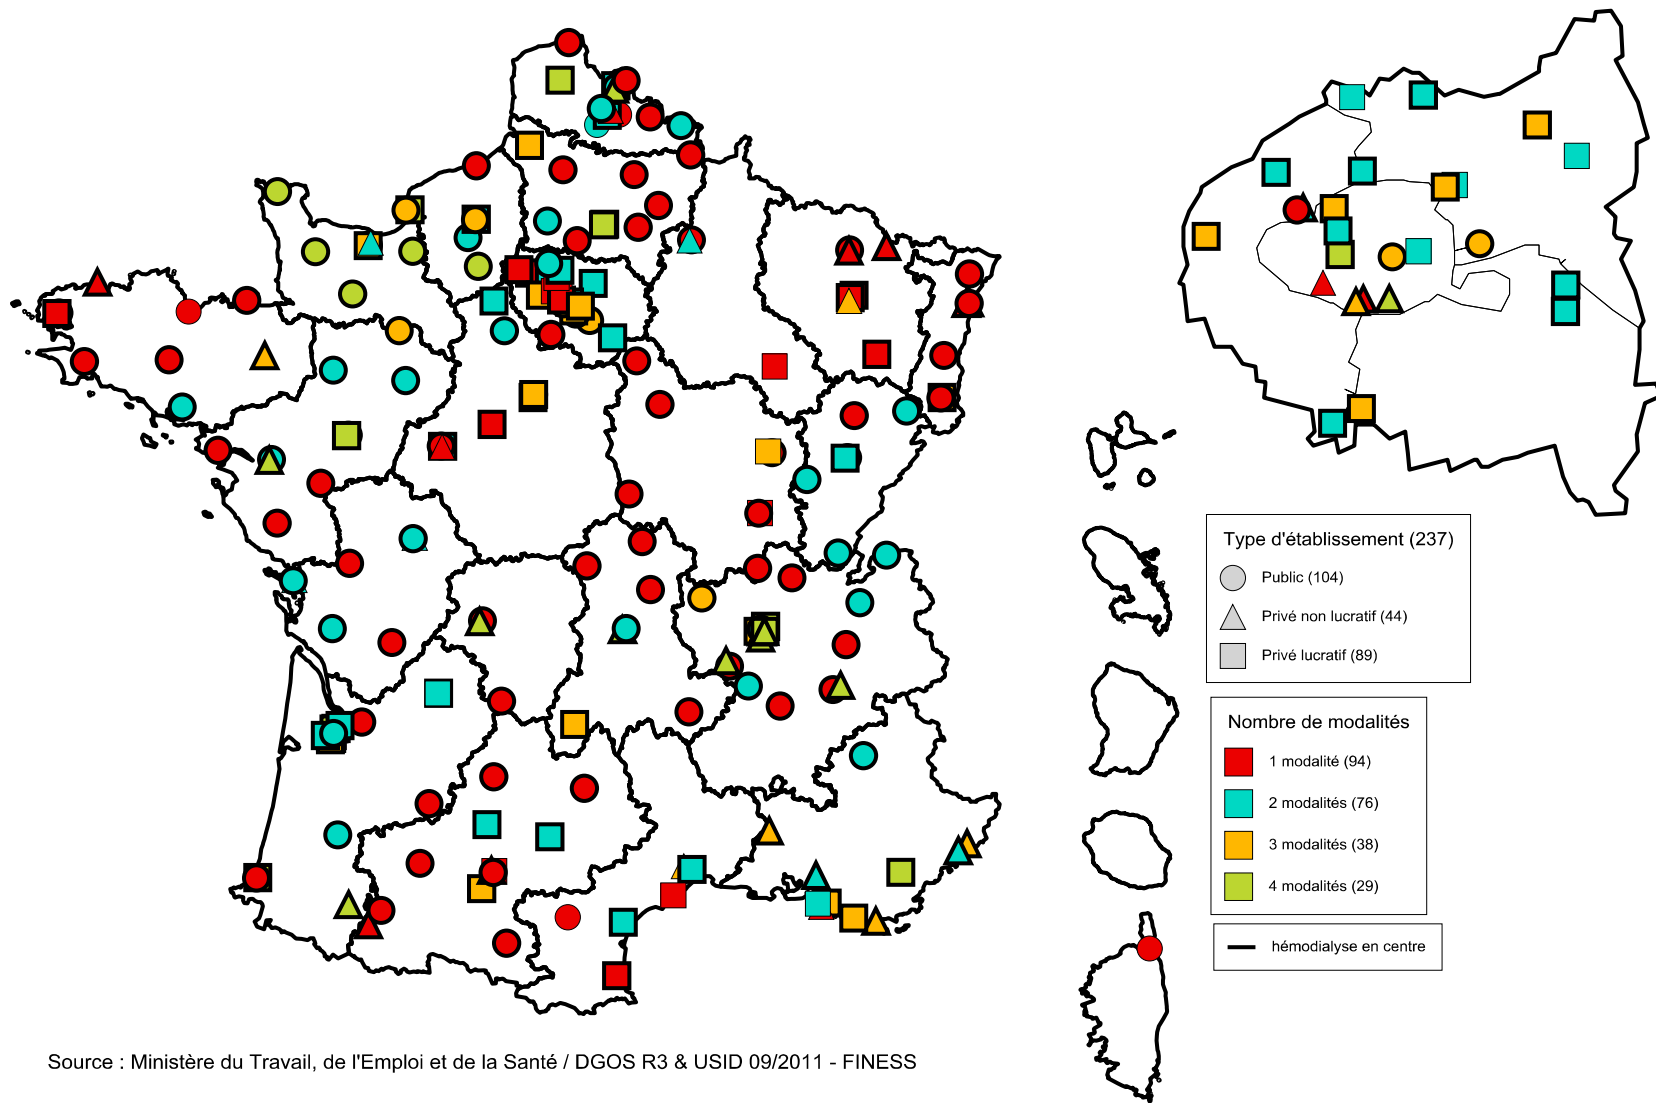 Type d'établissement (237)
Public (104)
Privé non lucratif (44)
Privé lucratif (89)
Nombre de modalités
1 modalité (94)
2 modalités (76)
3 modalités (38)
4 modalités (29)
hémodialyse en centre
Source : Ministère du Travail, de l'Emploi et de la Santé / DGOS R3 & USID 09/2011 - FINESS